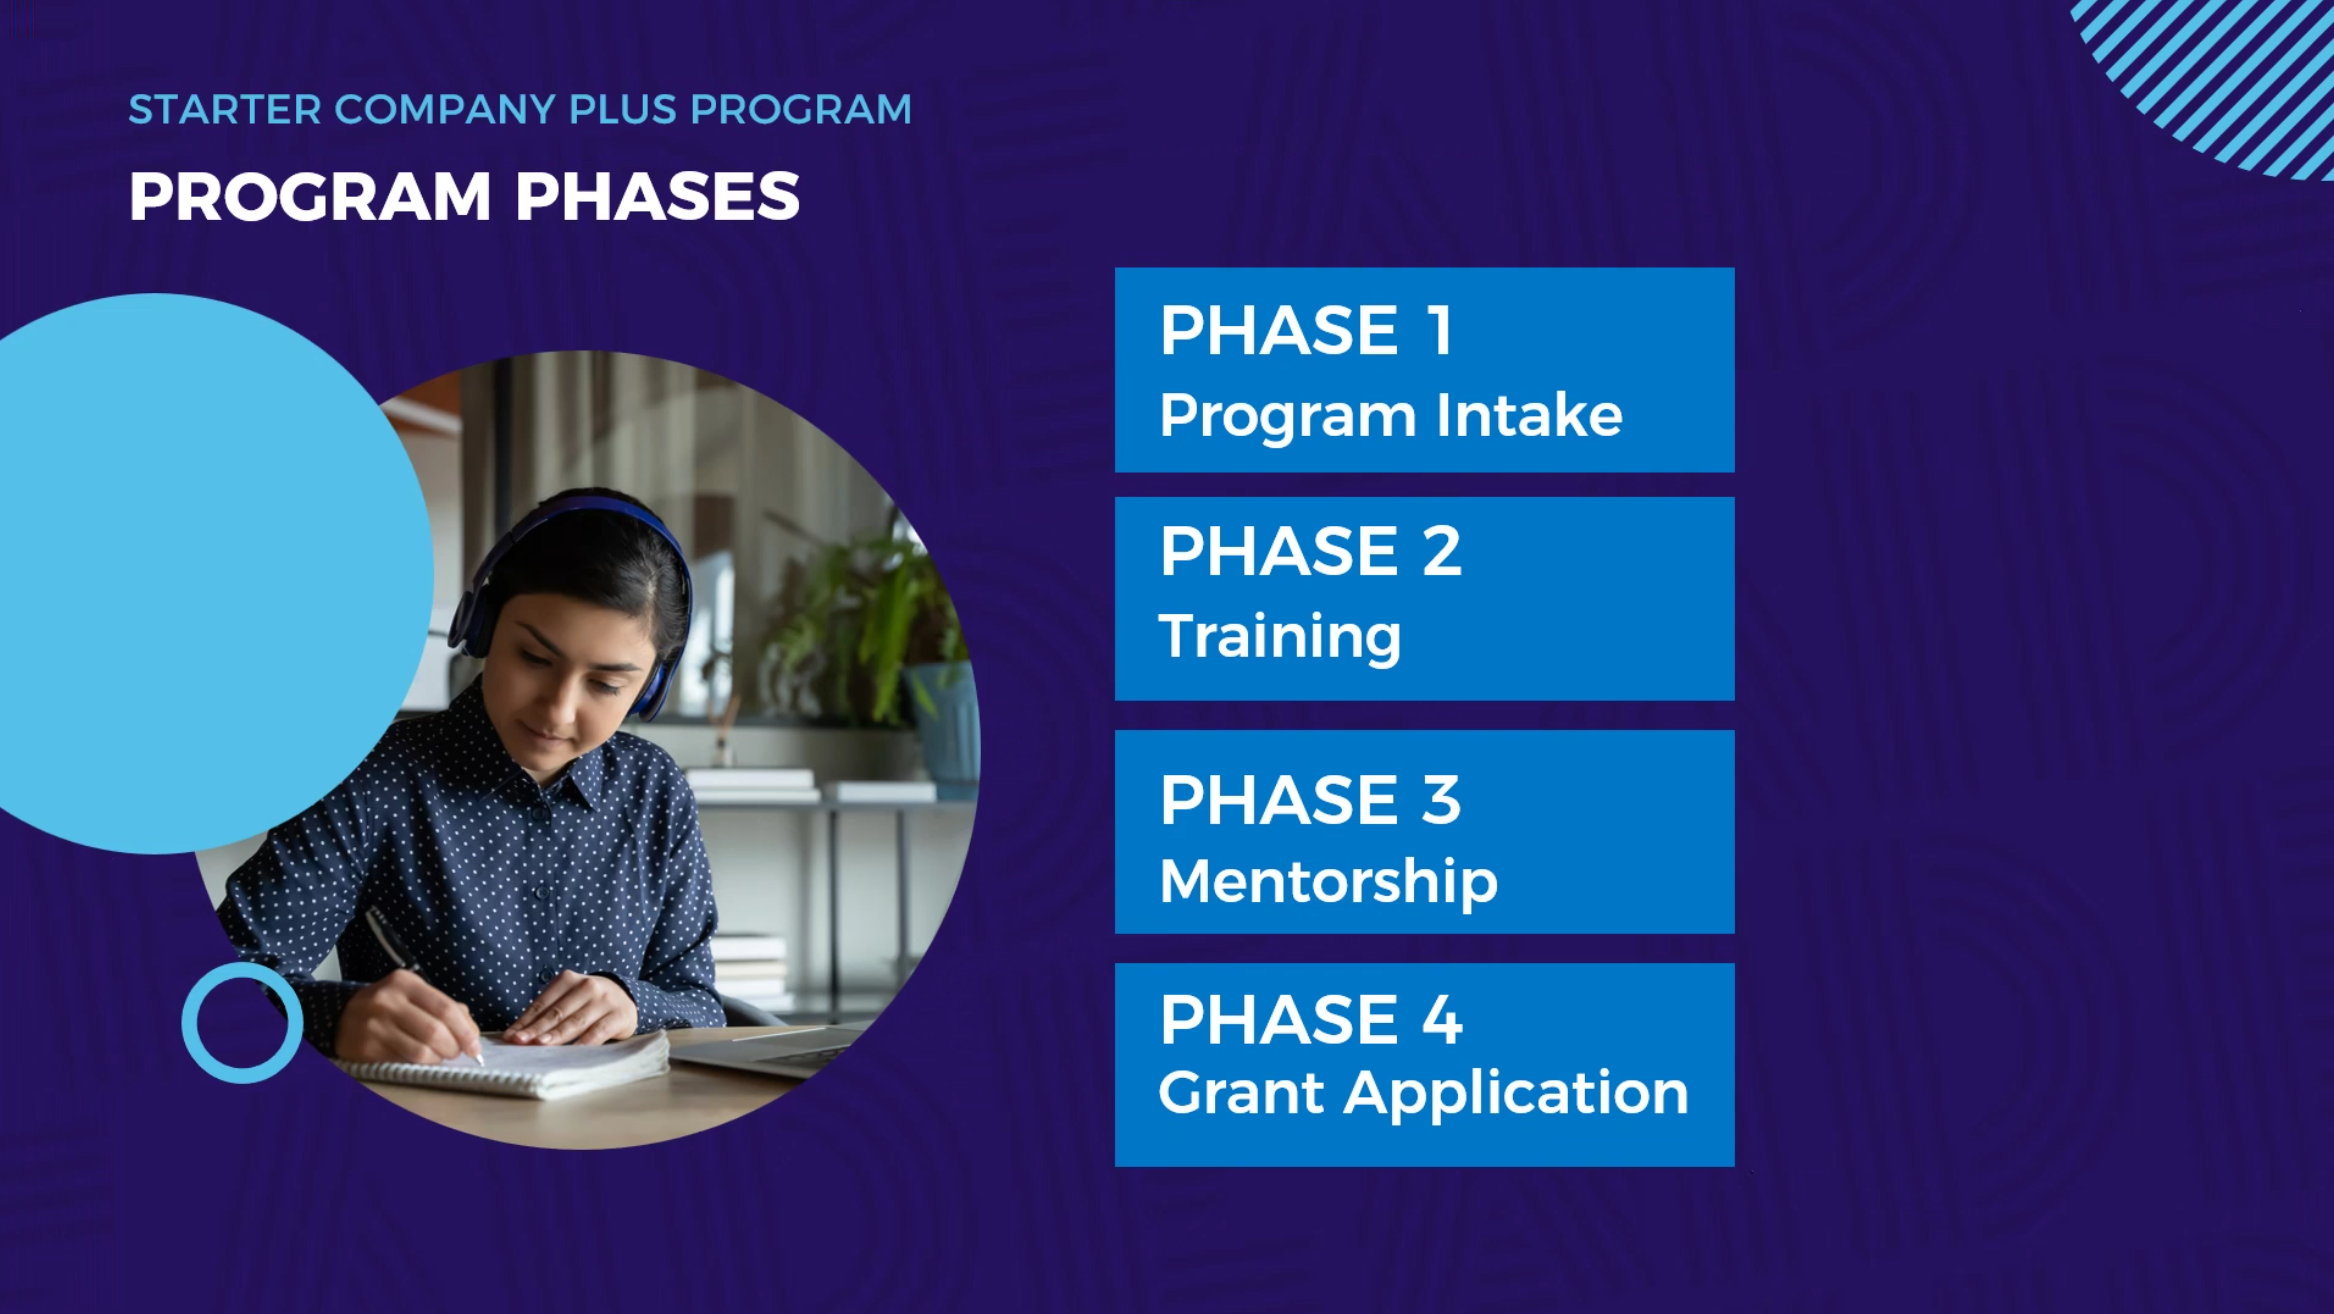 STARTER COMPANY PLUS PROGRAM
PROGRAM PHASES
PHASE 1
Program Intake
PHASE 2
Training
PHASE 3
Mentorship
PHASE 4
Grant Application